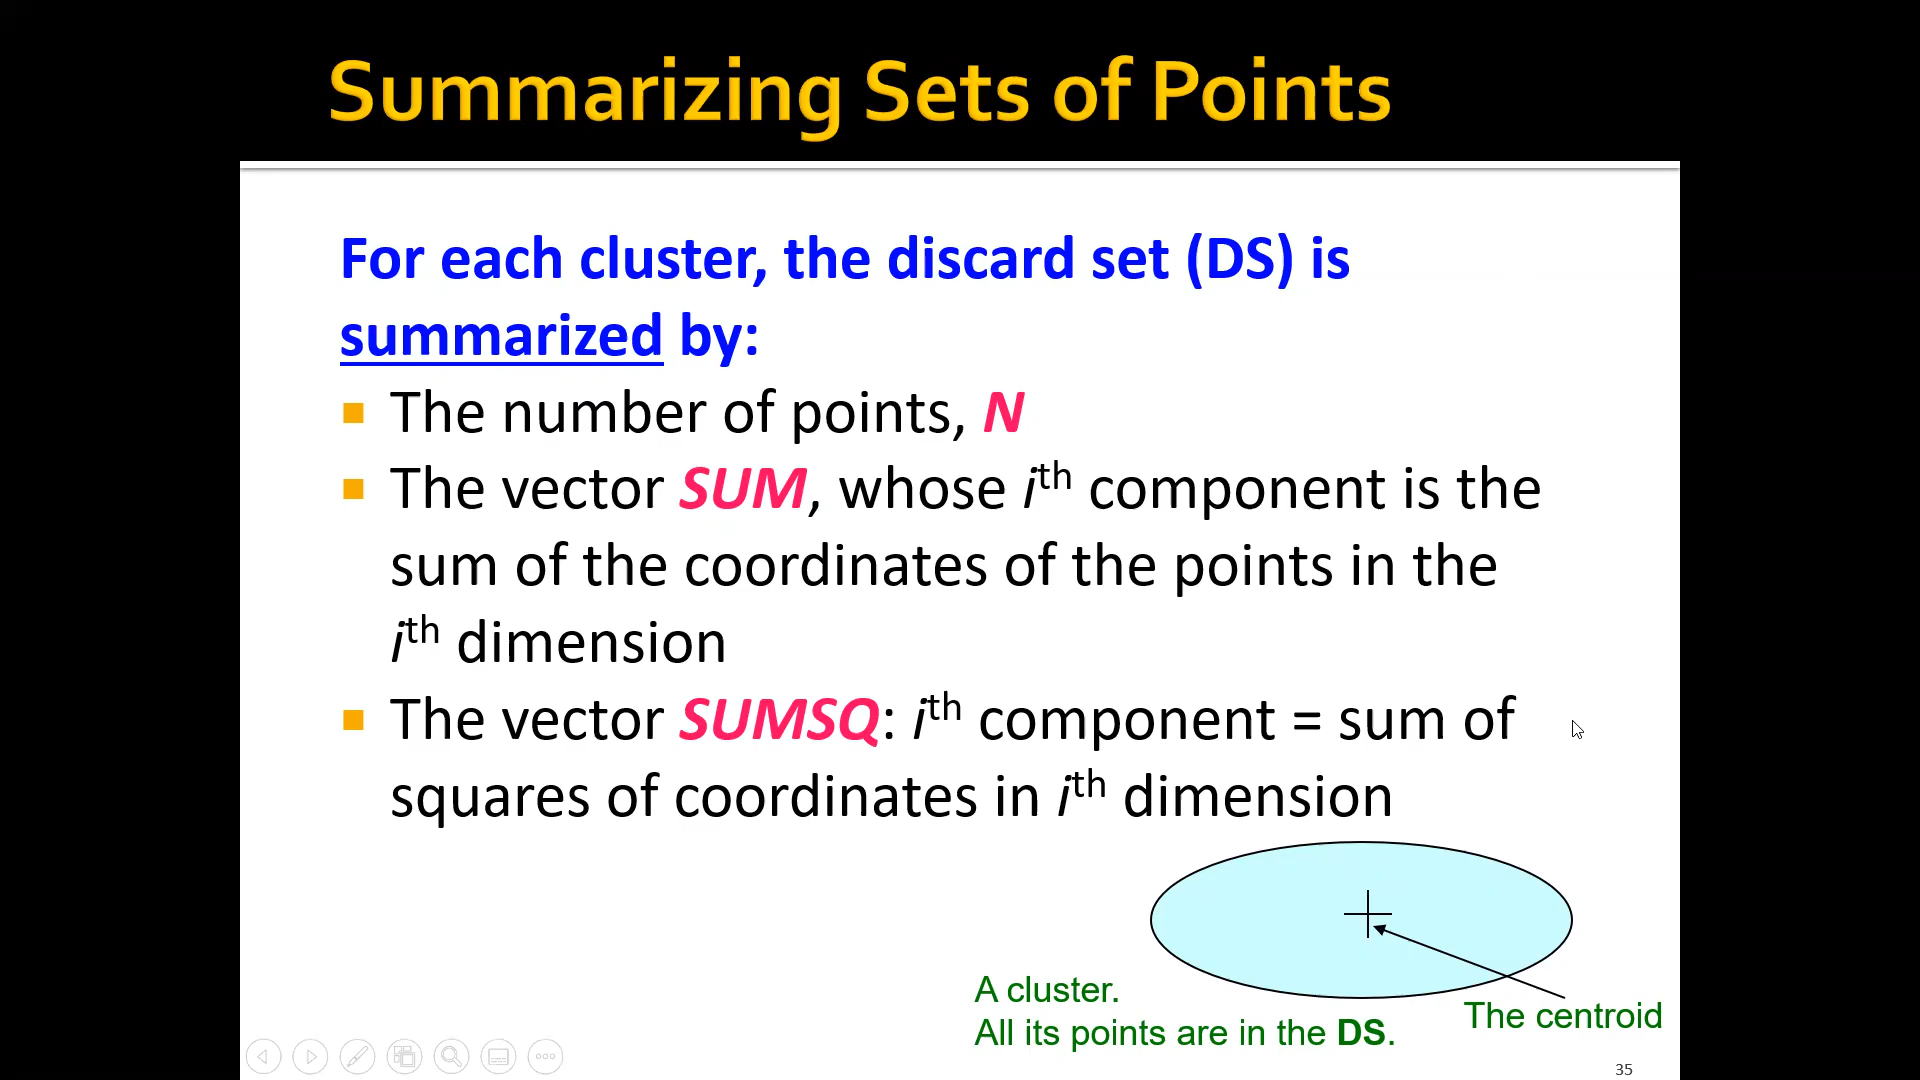 Summarizing Sets of Points
For each cluster, the discard set (DS) is
summarized by:
The number of points, N
The vector SUM, whose ith component is the
sum of the coordinates of the points in the
ith dimension
The vector SUMSQ: ith component = sum of
squares of coordinates in ith dimension
A cluster.
All its points are in the DS.
The centroid
35